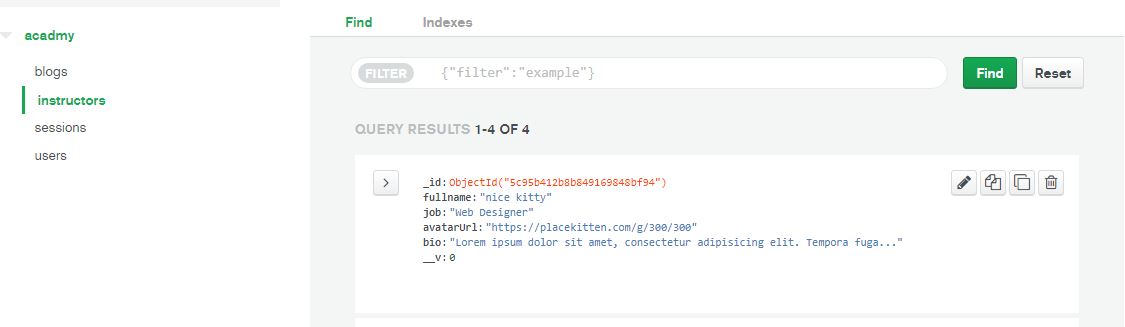 acadmy
blogs
instructors
sessions
users
Find Indexes
FILTER {"filter":"example"} Find Reset
QUERY RESULTS 1-4 OF 4
_id: ObjectId("5c95b412b8b849169848bf94")
fullname: "nice kitty"
job: "Web Designer"
avatarUrl: "https://placekitten.com/g/300/300"
bio: "Lorem ipsum dolor sit amet, consectetur adipisicing elit. Tempora fuga..."
__v: 0